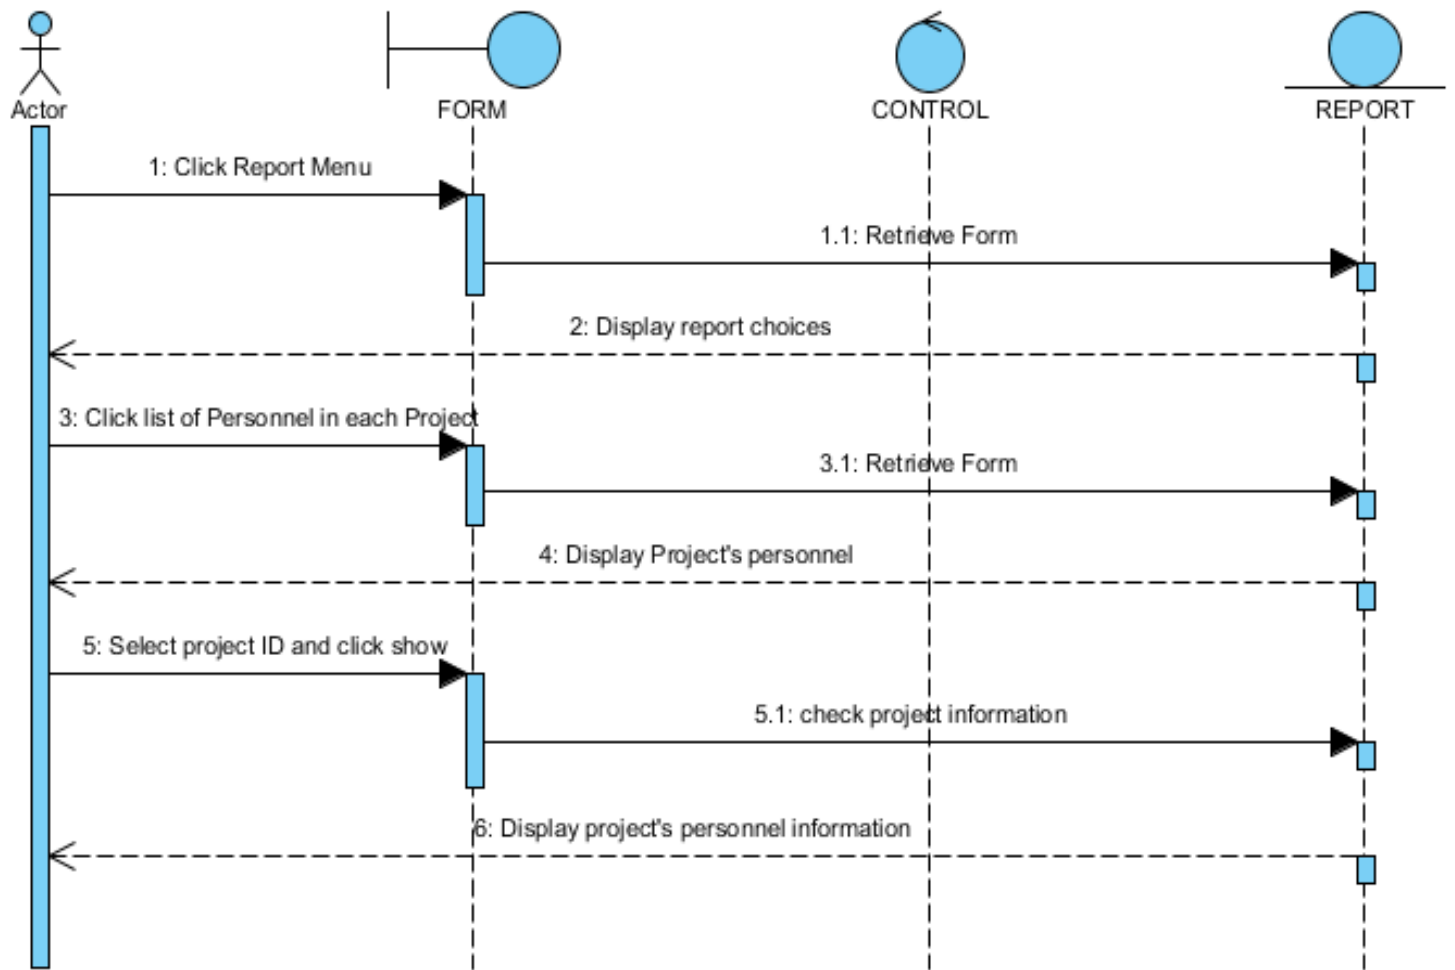 Actor
FORM
CONTROL
REPORT
1: Click Report Menu
1.1: Retrieve Form
2: Display report choices
3: Click list of Personnel in each Project
3.1: Retrieve Form
4: Display Project's personnel
5: Select project ID and click show
5.1: check project information
6: Display project's personnel information